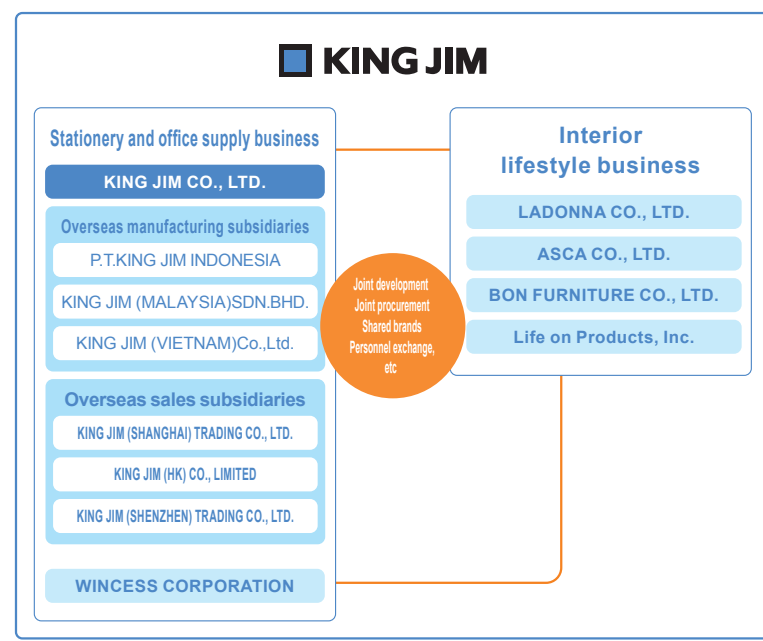 KING JIM
Stationery and office supply business
KING JIM CO., LTD.
Overseas manufacturing subsidiaries
P.T.KING JIM INDONESIA
KING JIM (MALAYSIA)SDN.BHD.
KING JIM (VIETNAM)Co.,Ltd.
Overseas sales subsidiaries
KING JIM (SHANGHAI) TRADING CO., LTD.
KING JIM (HK) CO., LIMITED
KING JIM (SHENZHEN) TRADING CO., LTD.
WINCESS CORPORATION
Joint development
Joint procurement
Shared brands
Personnel exchange,
etc
Interior
lifestyle business
LADONNA CO., LTD.
ASCA CO., LTD.
BON FURNITURE CO., LTD.
Life on Products, Inc.